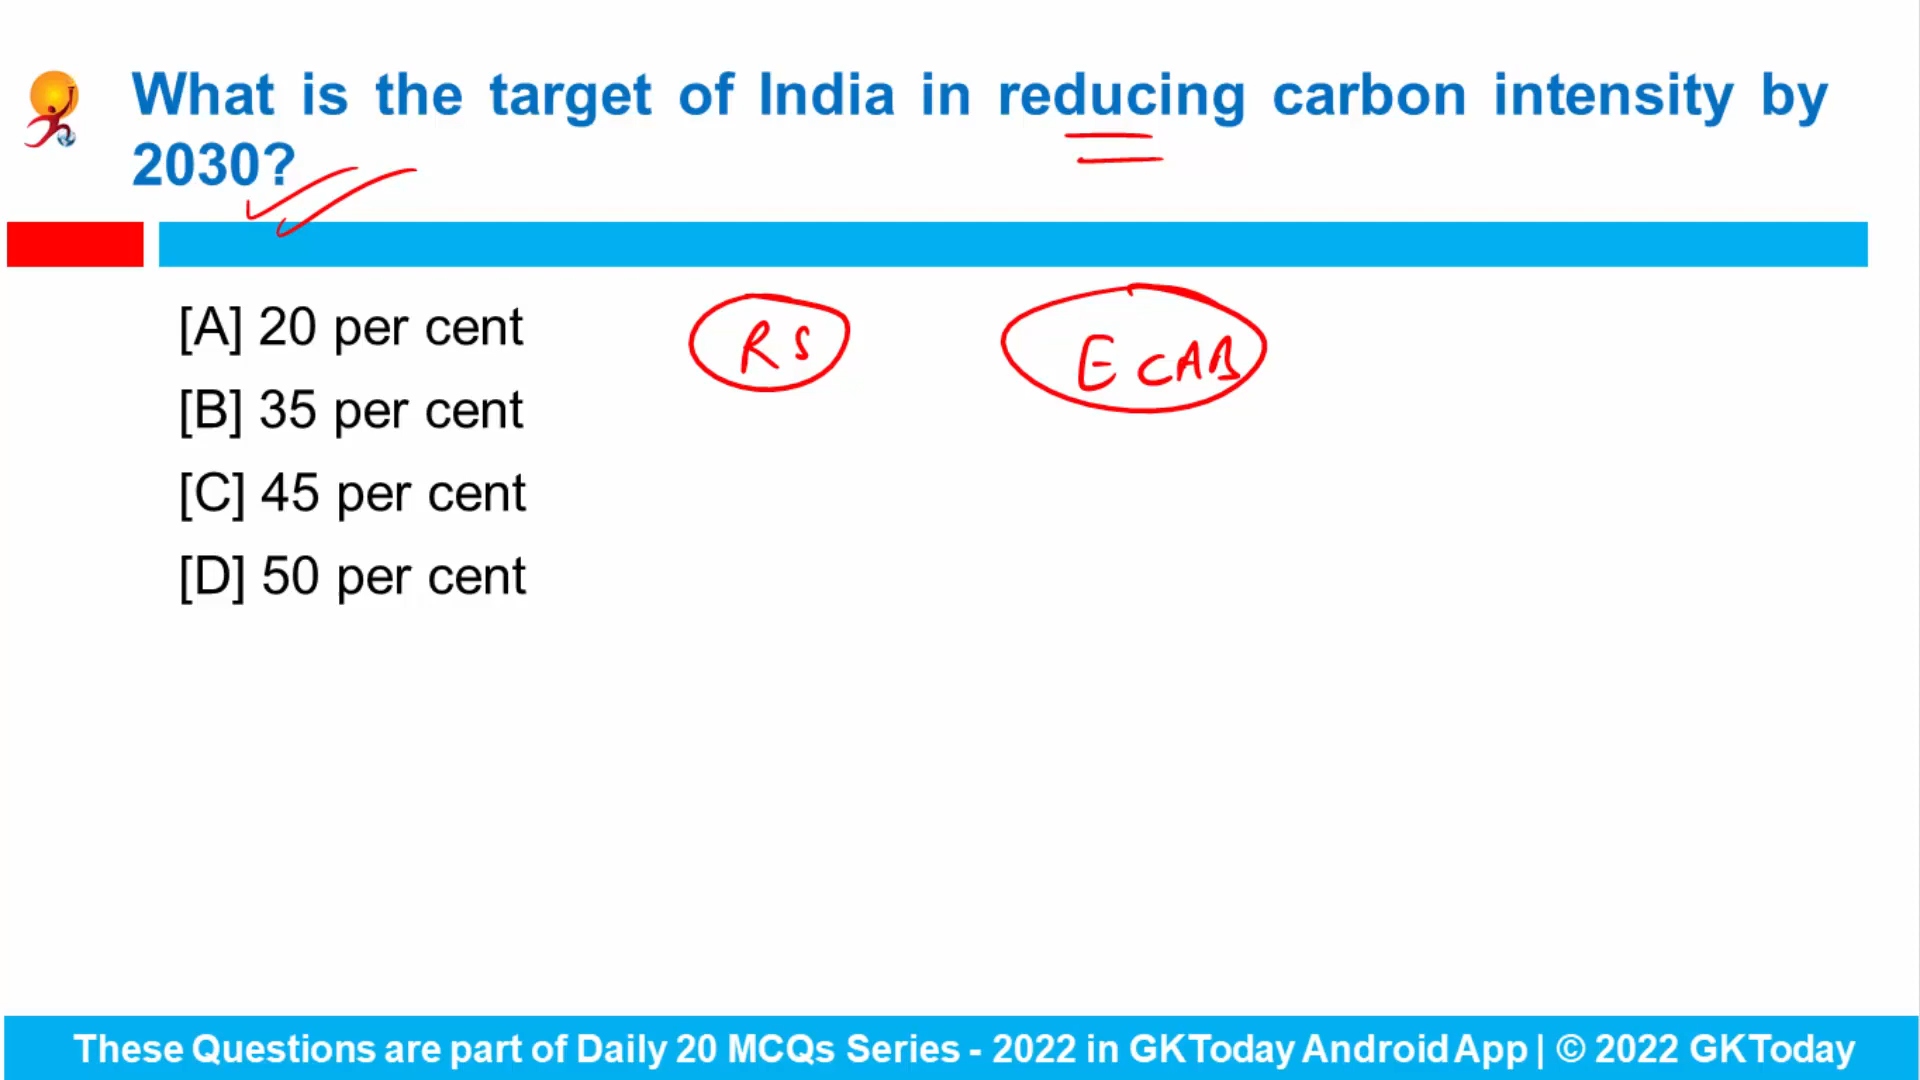 What is the target of India in reducing carbon intensity by
2030?
[A] 20 per cent
RS
E CAB
[B] 35 per cent
[C] 45 per cent
[D] 50 per cent
These Questions are part of Daily 20 MCQs Series - 2022 in GKToday Android App | © 2022 GKToday